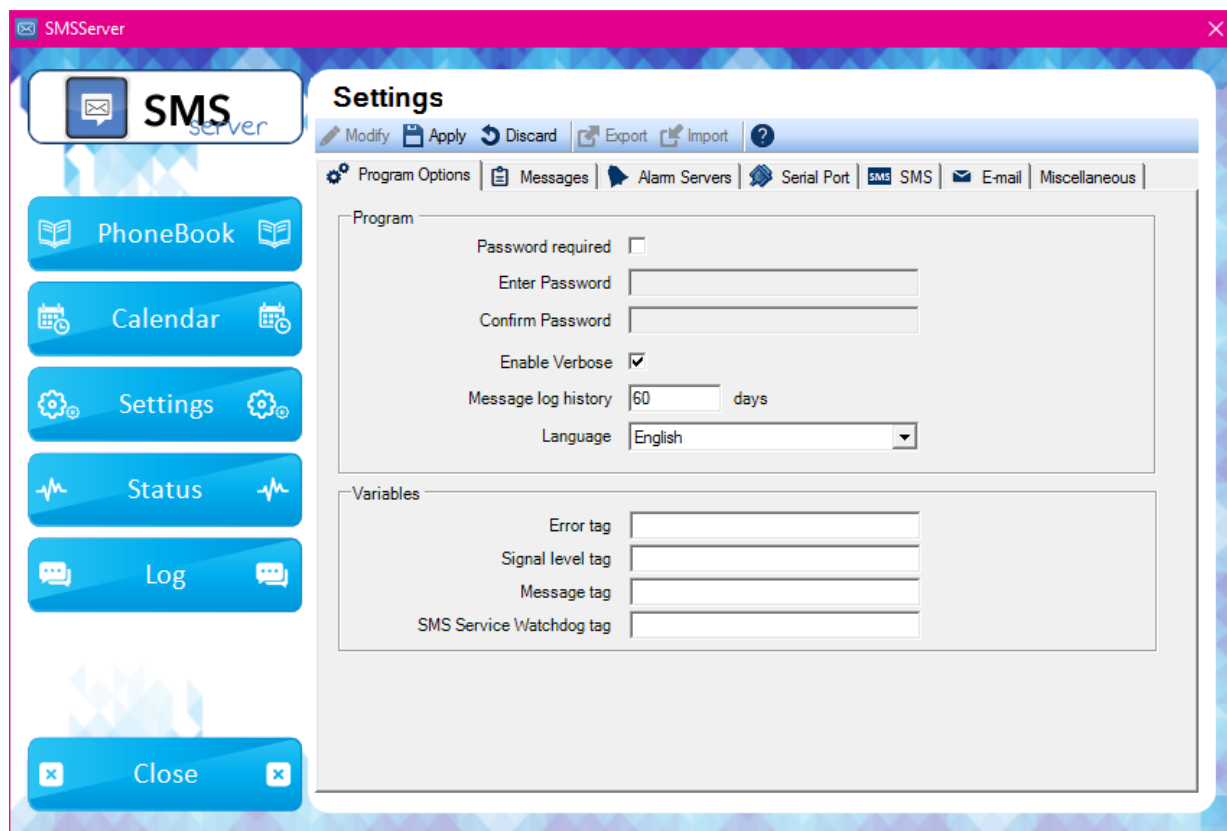 SMSServer
SMS
server
Settings
Modify Apply Discard Export Import
Program Options Messages Alarm Servers Serial Port SMS SMS E-mail Miscellaneous
PhoneBook
Calendar
Settings
Status
Log
Close
Program
Password required
Enter Password
Confirm Password
Enable Verbose
Message log history 60 days
Language English
Variables
Error tag
Signal level tag
Message tag
SMS Service Watchdog tag